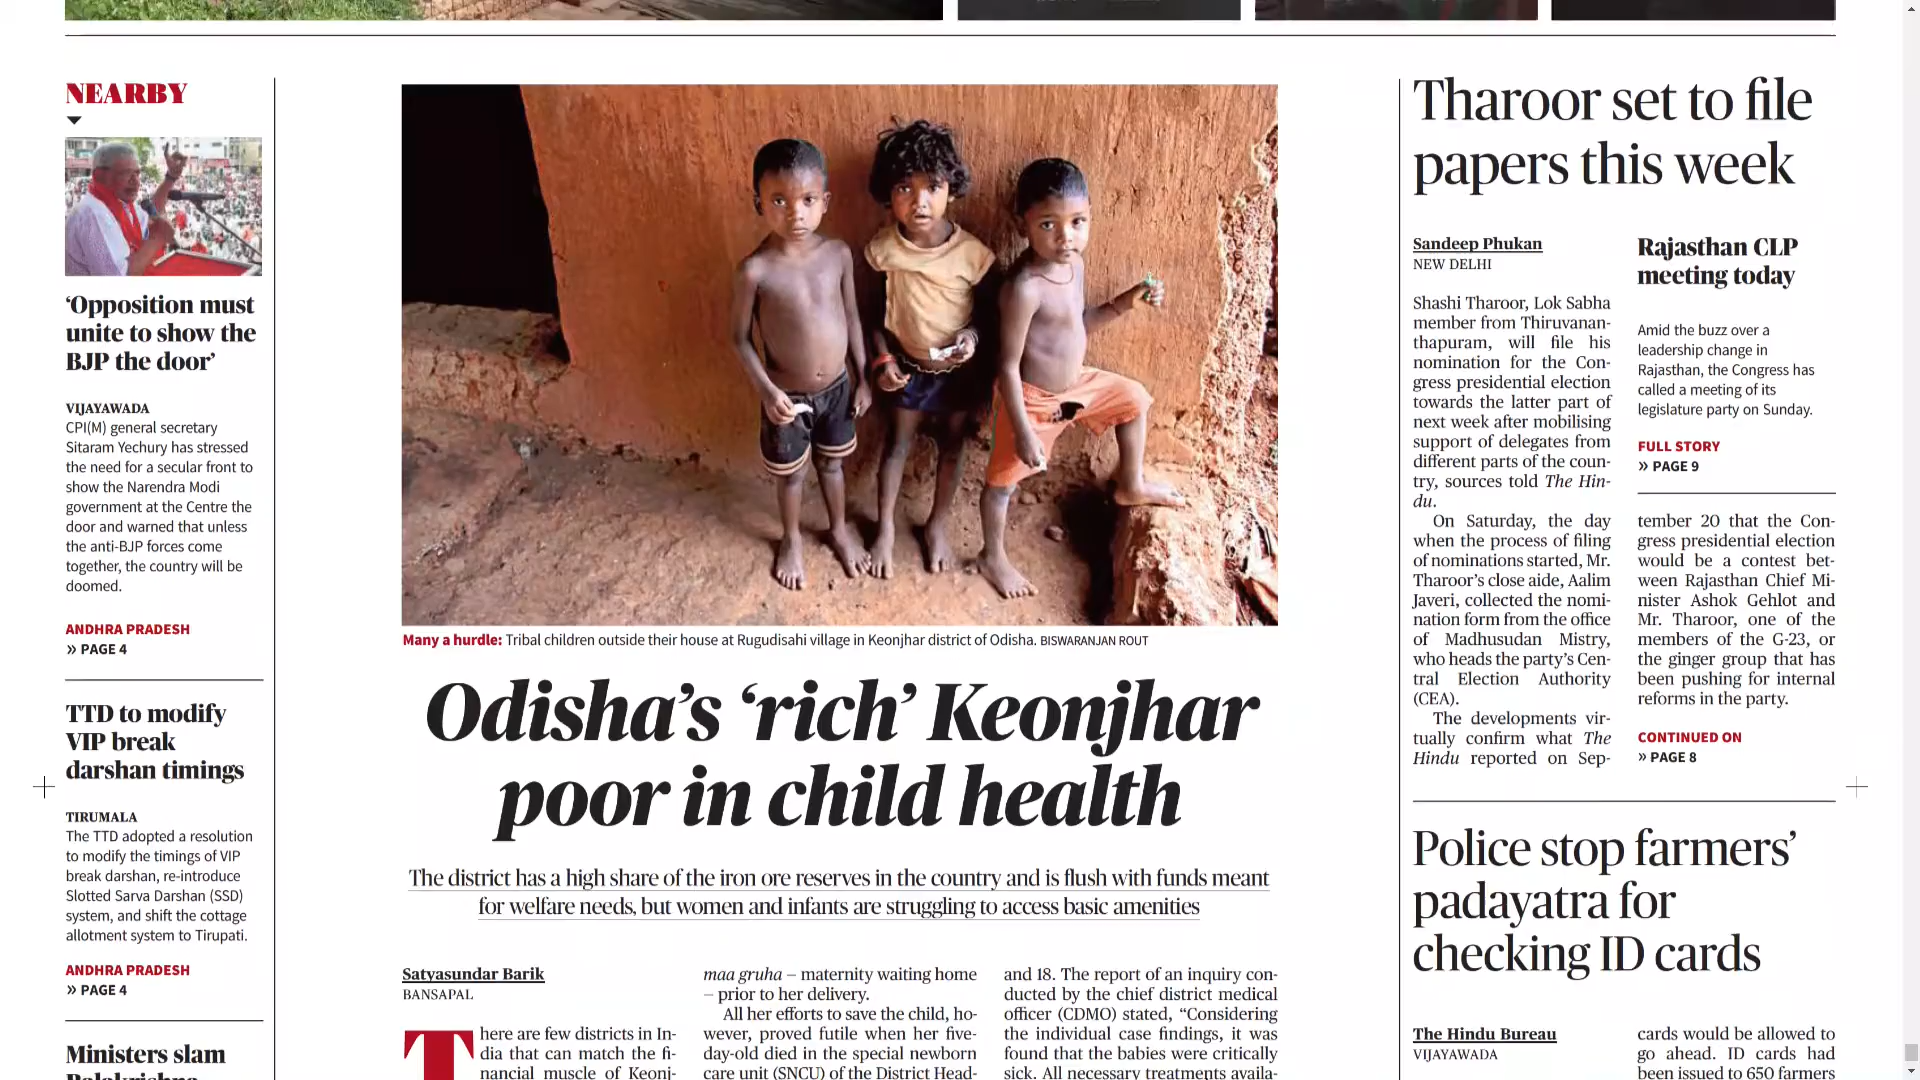 NEARBY
‘Opposition must
unite to show the
BJP the door’
VIJAYAWADA
CPI(M) general secretary
Sitaram Yechury has stressed
the need for a secular front to
show the Narendra Modi
government at the Centre the
door and warned that unless
the anti-BJP forces come
together, the country will be
doomed.
ANDHRA PRADESH
» PAGE 4
TTD to modify
VIP break
darshan timings
TIRUMALA
The TTD adopted a resolution
to modify the timings of VIP
break darshan, re-introduce
Slotted Sarva Darshan (SSD)
system, and shift the cottage
allotment system to Tirupati.
ANDHRA PRADESH
» PAGE 4
Ministers slam
Balakrishna
Many a hurdle: Tribal children outside their house at Rugudisahi village in Keonjhar district of Odisha. BISWARANJAN ROUT
Odisha’s ‘rich’ Keonjhar
poor in child health
The district has a high share of the iron ore reserves in the country and is flush with funds meant
for welfare needs, but women and infants are struggling to access basic amenities
Satyasundar Barik
BANSAPAL
There are few districts in In-
dia that can match the fi-
nancial muscle of Keonj-
maa gruha – maternity waiting home
– prior to her delivery.
All her efforts to save the child, ho-
wever, proved futile when her five-
day-old died in the special newborn
care unit (SNCU) of the District Head-
and 18. The report of an inquiry con-
ducted by the chief district medical
officer (CDMO) stated, “Considering
the individual case findings, it was
found that the babies were critically
sick. All necessary treatments availa-
Tharoor set to file
papers this week
Sandeep Phukan
NEW DELHI
Shashi Tharoor, Lok Sabha
member from Thiruvanan-
thapuram, will file his
nomination for the Con-
gress presidential election
towards the latter part of
next week after mobilising
support of delegates from
different parts of the coun-
try, sources told The Hin-
du.
On Saturday, the day
when the process of filing
of nominations started, Mr.
Tharoor’s close aide, Aalim
Javeri, collected the nomi-
nation form from the office
of Madhusudan Mistry,
who heads the party’s Cen-
tral Election Authority
(CEA).
The developments vir-
tually confirm what The
Hindu reported on Sep-
Rajasthan CLP
meeting today
Amid the buzz over a
leadership change in
Rajasthan, the Congress has
called a meeting of its
legislature party on Sunday.
FULL STORY
» PAGE 9
tember 20 that the Con-
gress presidential election
would be a contest bet-
ween Rajasthan Chief Mi-
nister Ashok Gehlot and
Mr. Tharoor, one of the
members of the G-23, or
the ginger group that has
been pushing for internal
reforms in the party.
CONTINUED ON
» PAGE 8
Police stop farmers’
padayatra for
checking ID cards
The Hindu Bureau
VIJAYAWADA
cards would be allowed to
go ahead. ID cards had
been issued to 650 farmers